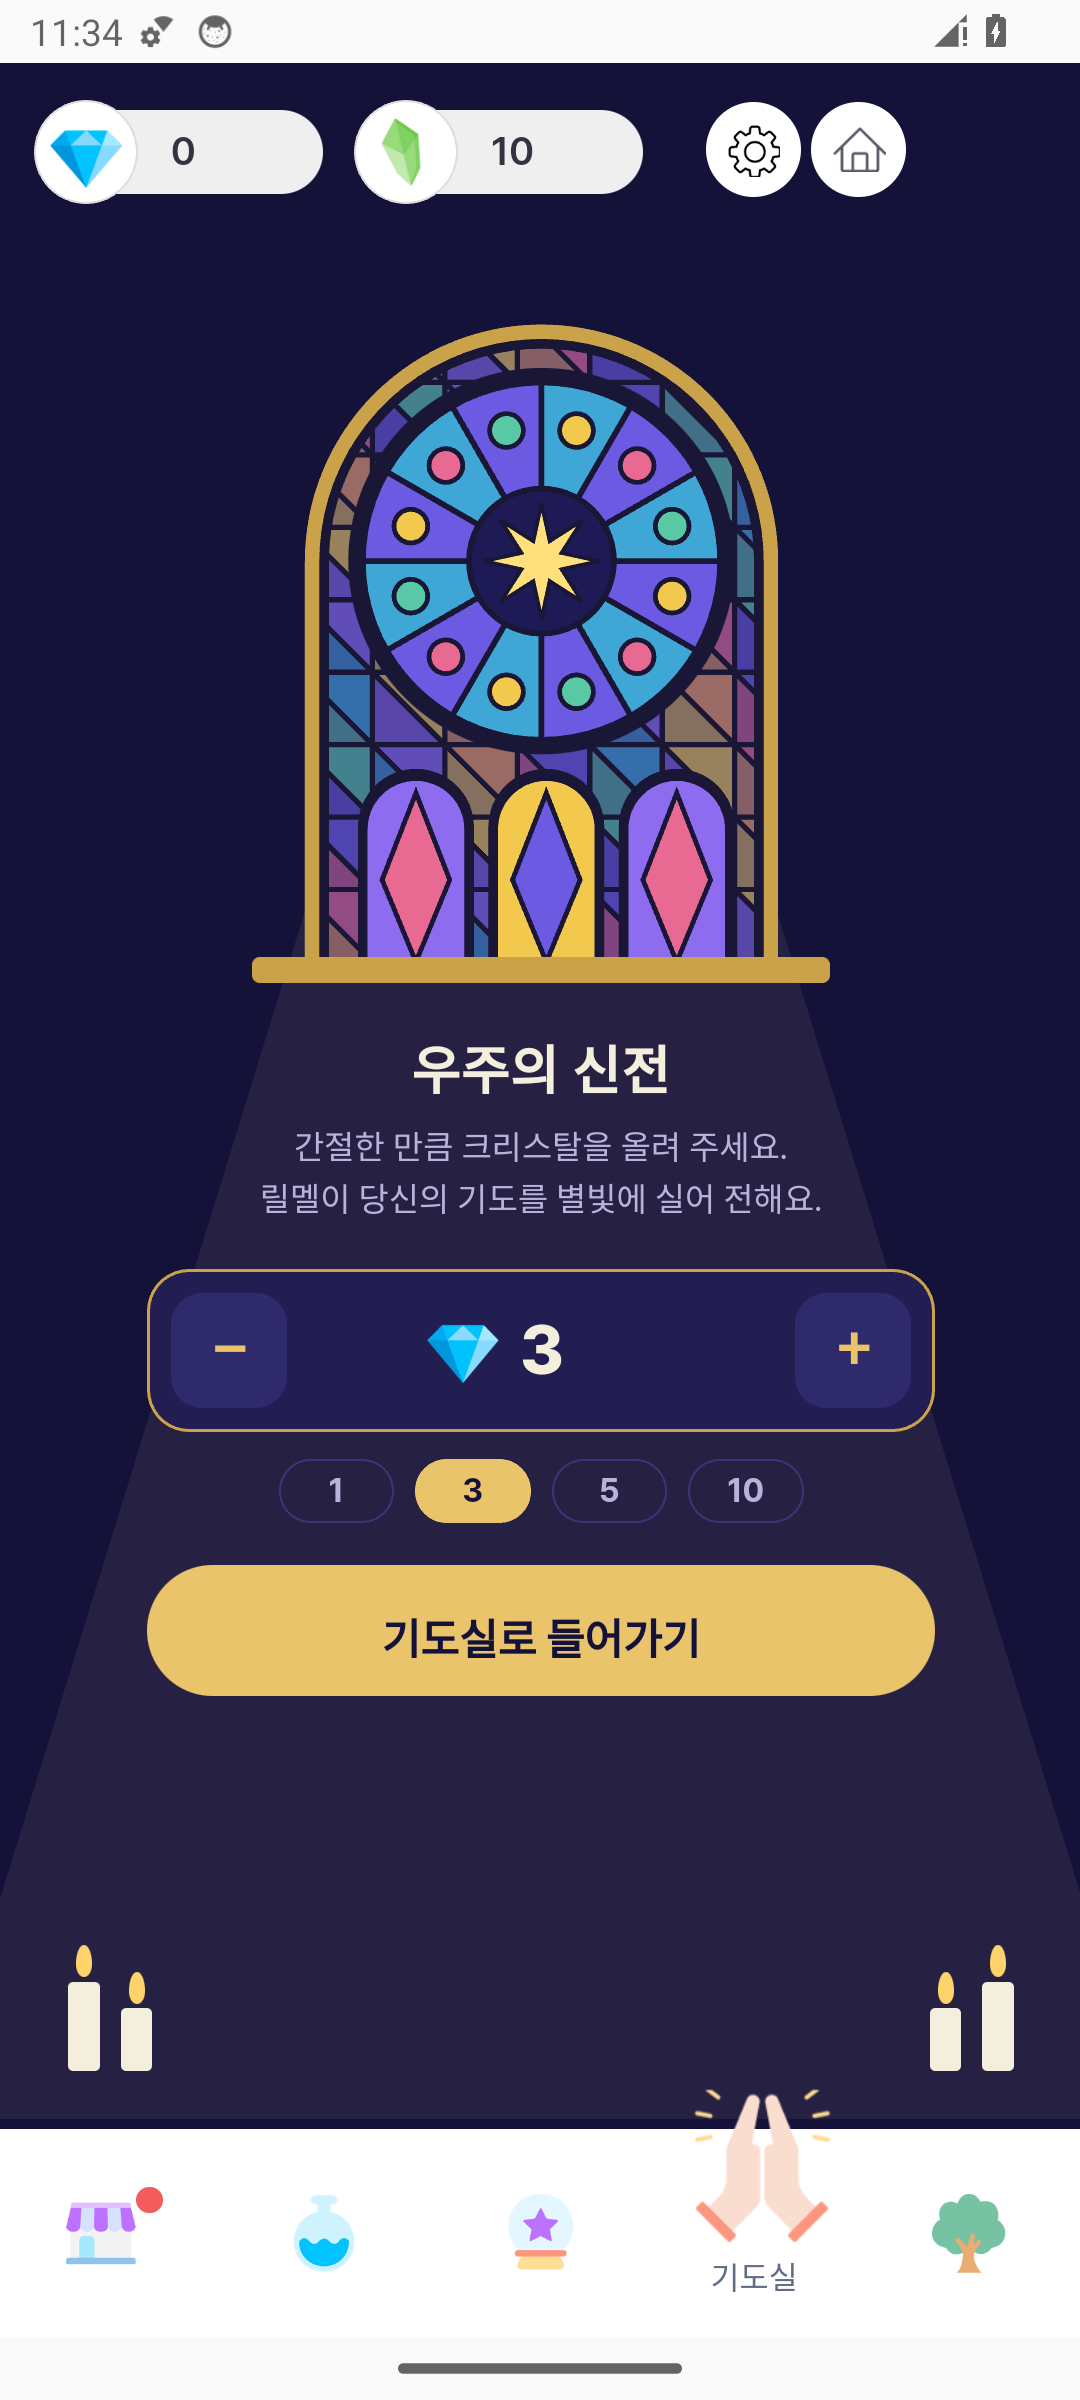 11:34
0
10
우주의 신전
간절한 만큼 크리스탈을 올려 주세요.
릴멜이 당신의 기도를 별빛에 실어 전해요.
− 3 +
1 3 5 10
기도실로 들어가기
기도실